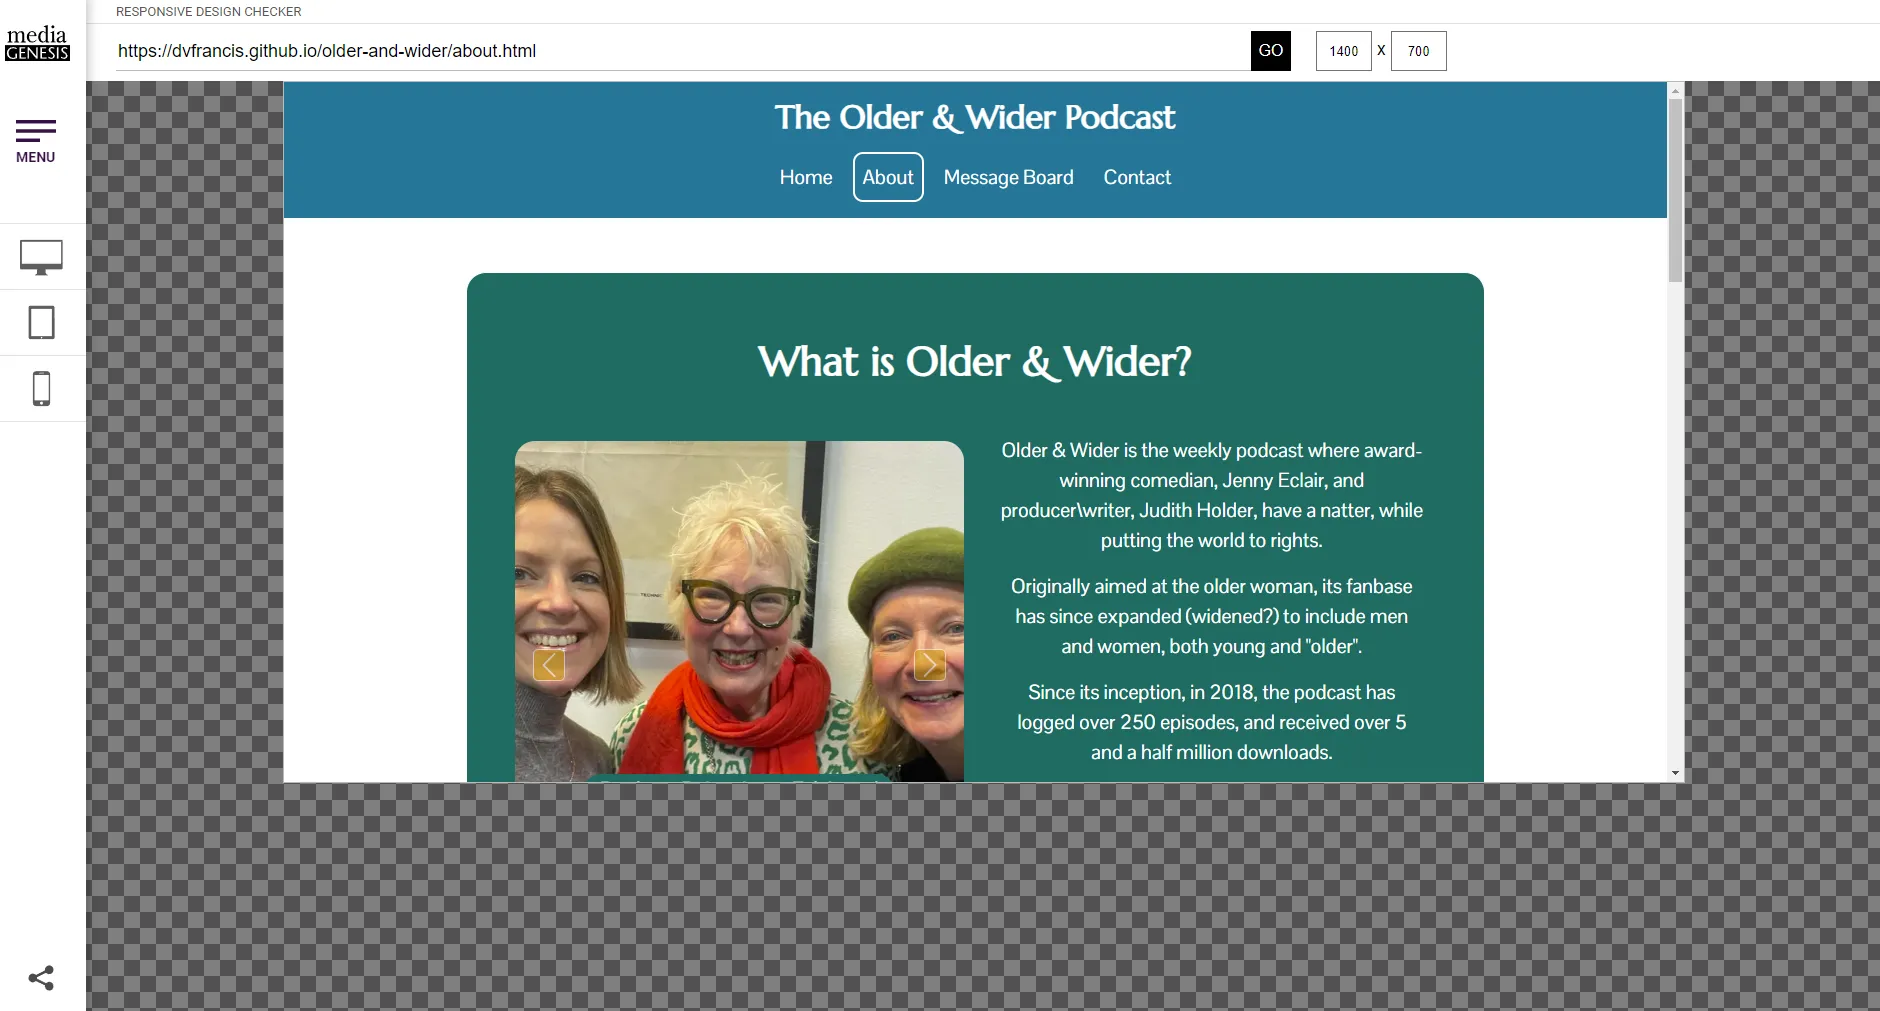 RESPONSIVE DESIGN CHECKER
media
GENESIS
https://dvfrancis.github.io/older-and-wider/about.html
GO
1400 X 700
MENU
The Older & Wider Podcast
Home About Message Board Contact
What is Older & Wider?
Older & Wider is the weekly podcast where award-
winning comedian, Jenny Eclair, and
producer\writer, Judith Holder, have a natter, while
putting the world to rights.
Originally aimed at the older woman, its fanbase
has since expanded (widened?) to include men
and women, both young and "older".
Since its inception, in 2018, the podcast has
logged over 250 episodes, and received over 5
and a half million downloads.